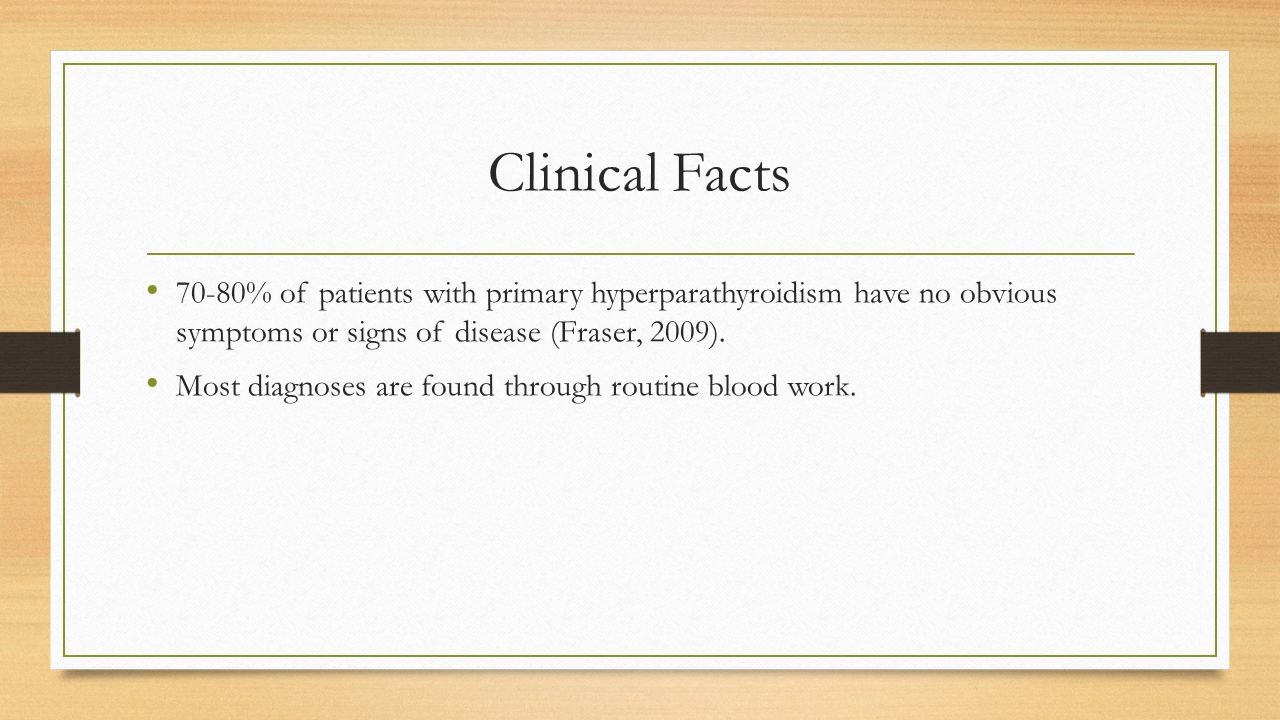 Clinical Facts
• 70-80% of patients with primary hyperparathyroidism have no obvious
symptoms or signs of disease (Fraser, 2009).
• Most diagnoses are found through routine blood work.